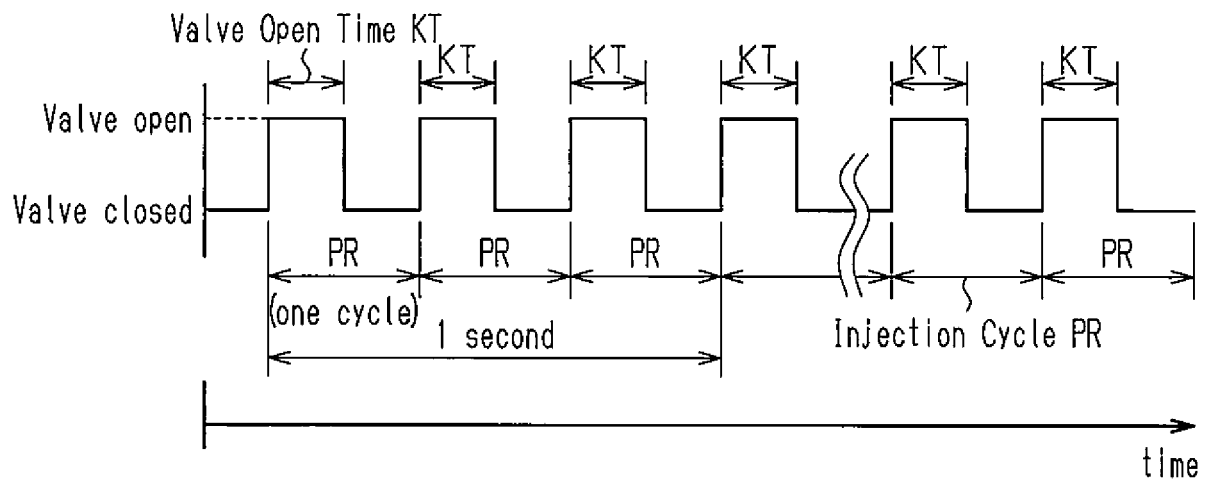 Valve Open Time KT
KT KT KT KT KT
Valve open
Valve closed
PR PR PR PR
(one cycle)
1 second
Injection Cycle PR
time